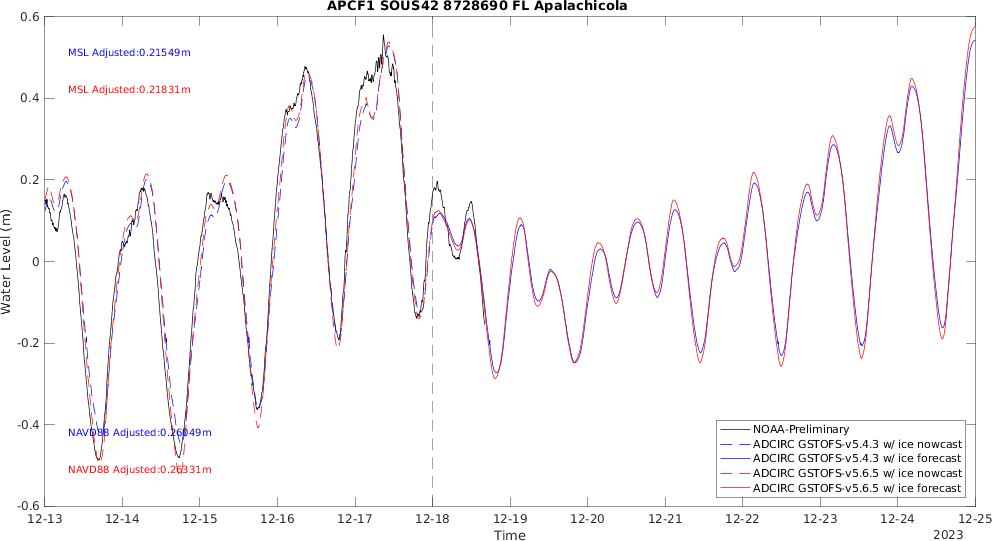 APCF1 SOUS42 8728690 FL Apalachicola
0.6
0.4
0.2
0
-0.2
-0.4
-0.6
Water Level (m)
MSL Adjusted:0.21549m
MSL Adjusted:0.21831m
NAVD88 Adjusted:0.26049m
NAVD88 Adjusted:0.26331m
NOAA-Preliminary
ADCIRC GSTOFS-v5.4.3 w/ ice nowcast
ADCIRC GSTOFS-v5.4.3 w/ ice forecast
ADCIRC GSTOFS-v5.6.5 w/ ice nowcast
ADCIRC GSTOFS-v5.6.5 w/ ice forecast
12-13 12-14 12-15 12-16 12-17 12-18 12-19 12-20 12-21 12-22 12-23 12-24 12-25
Time
2023